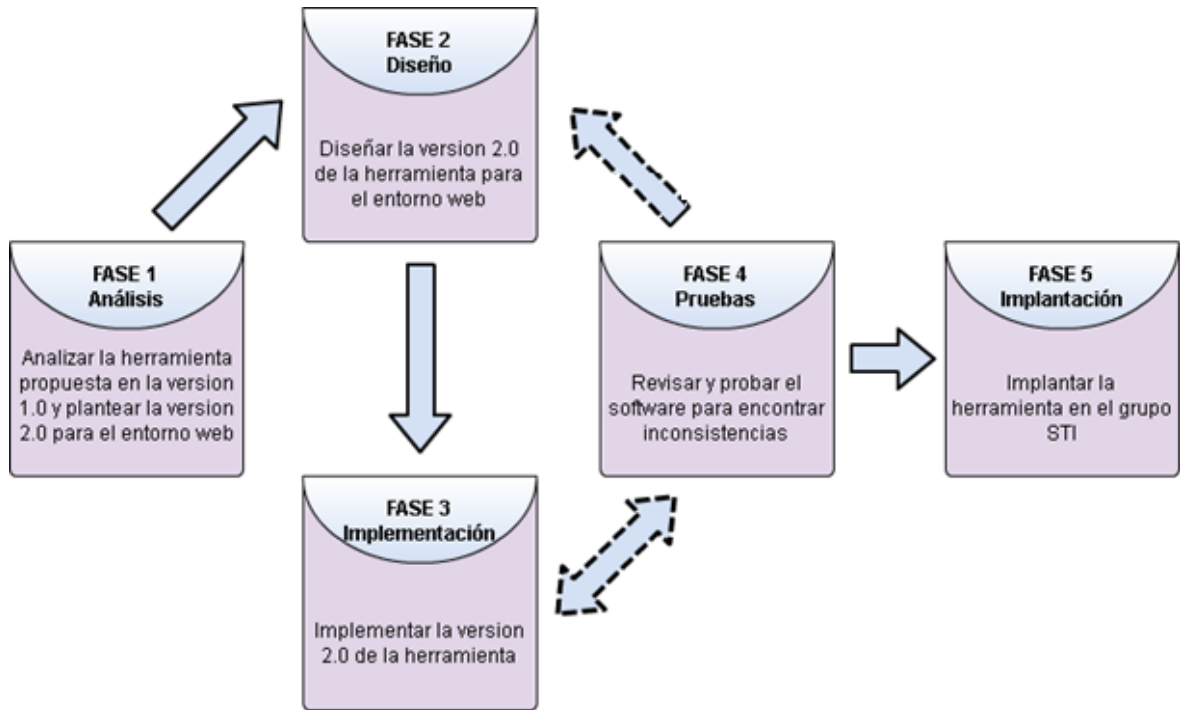 FASE 1
Análisis
Analizar la herramienta
propuesta en la version
1.0 y plantear la version
2.0 para el entorno web
FASE 2
Diseño
Diseñar la version 2.0
de la herramienta para
el entorno web
FASE 3
Implementación
Implementar la version
2.0 de la herramienta
FASE 4
Pruebas
Revisar y probar el
software para encontrar
inconsistencias
FASE 5
Implantación
Implantar la
herramienta en el grupo
STI